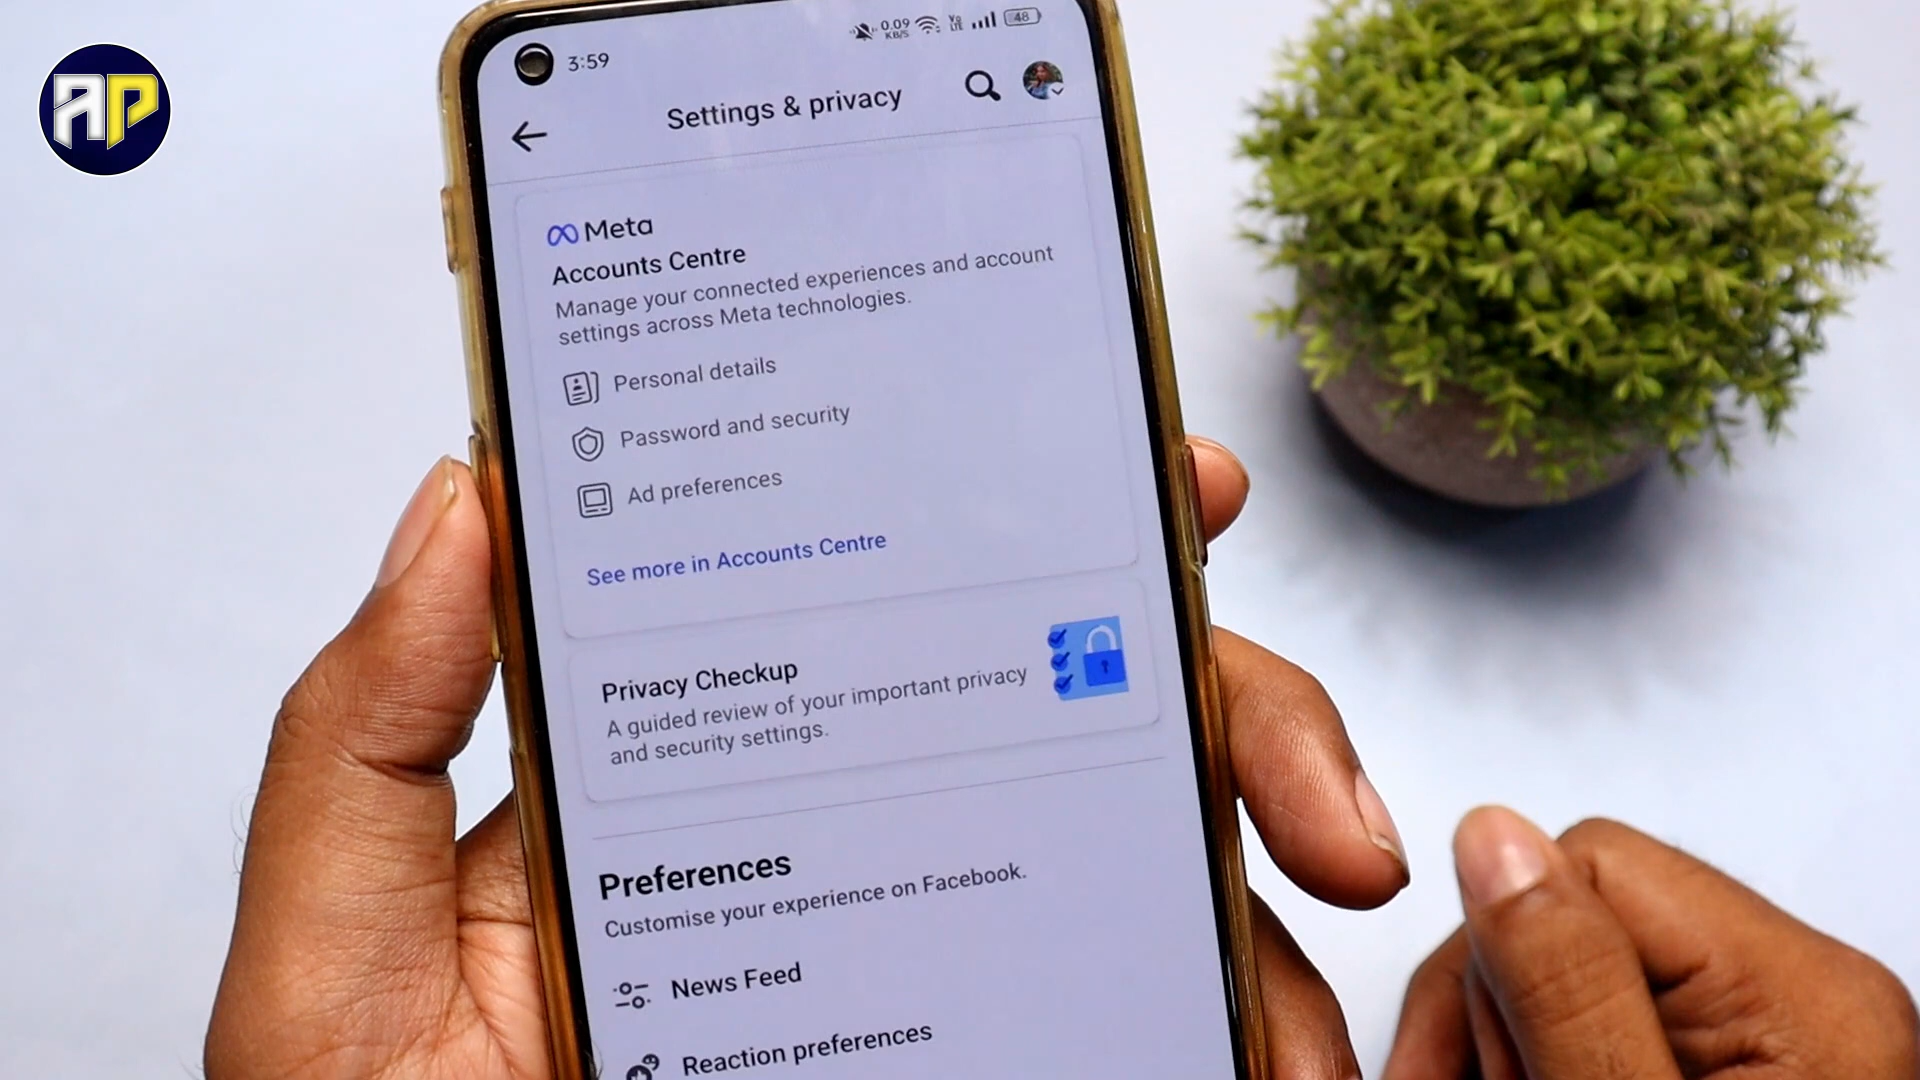 AP
3:59
0.09
KB/S
Vo
LTE
48
Settings & privacy
Meta
Accounts Centre
Manage your connected experiences and account
settings across Meta technologies.
Personal details
Password and security
Ad preferences
See more in Accounts Centre
Privacy Checkup
A guided review of your important privacy
and security settings.
Preferences
Customise your experience on Facebook.
News Feed
Reaction preferences